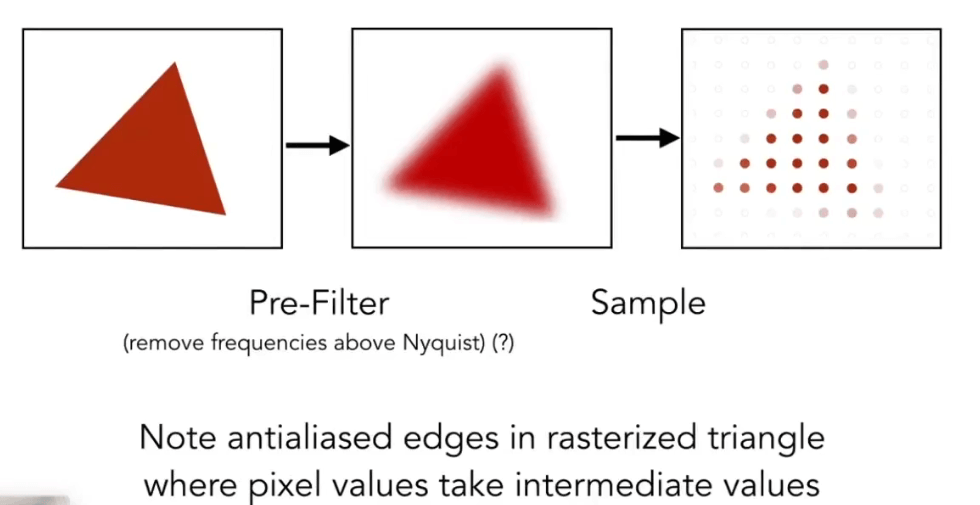 Pre-Filter
Sample
(remove frequencies above Nyquist) (?)
Note antialiased edges in rasterized triangle
where pixel values take intermediate values